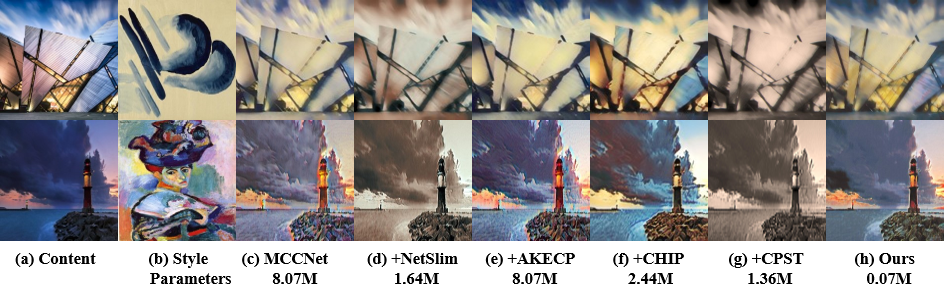 (a) Content (b) Style (c) MCCNet (d) +NetSlim (e) +AKECP (f) +CHIP (g) +CPST (h) Ours
Parameters 8.07M 1.64M 8.07M 2.44M 1.36M 0.07M